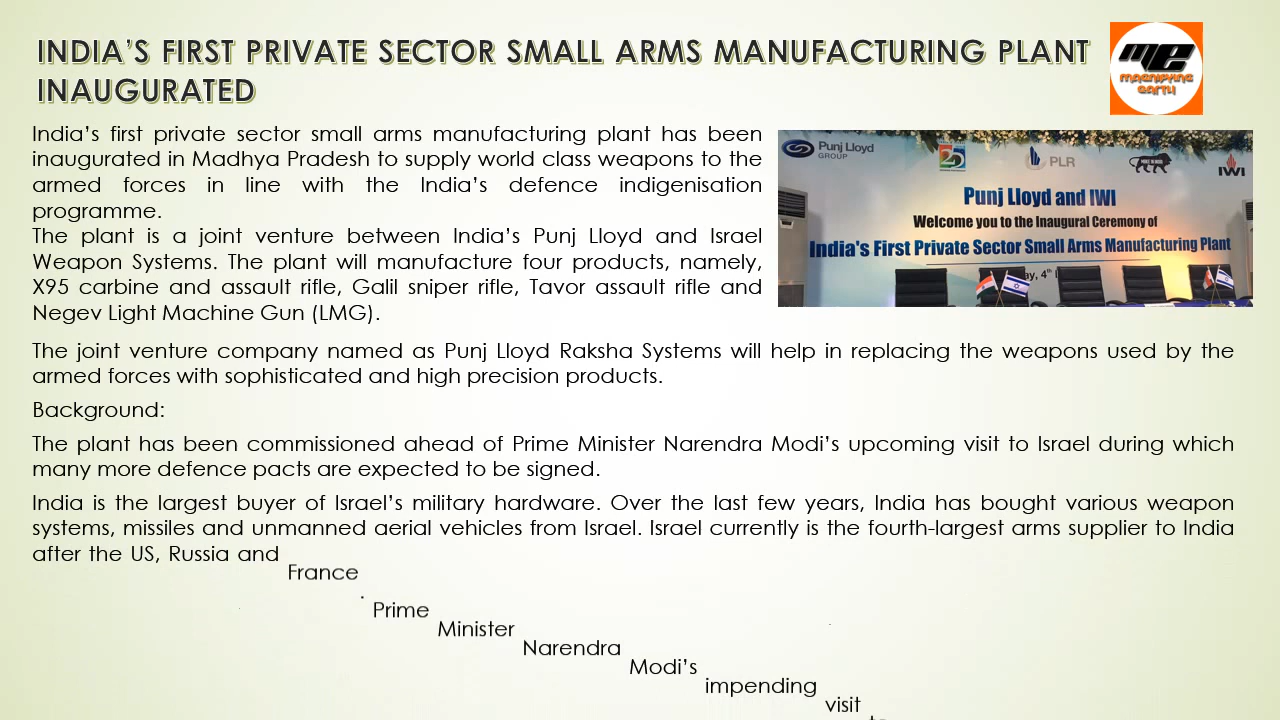 INDIA’S FIRST PRIVATE SECTOR SMALL ARMS MANUFACTURING PLANT
INAUGURATED
MAGNIPHINE
EARTH
India’s first private sector small arms manufacturing plant has been
inaugurated in Madhya Pradesh to supply world class weapons to the
armed forces in line with the India’s defence indigenisation
programme.
The plant is a joint venture between India’s Punj Lloyd and Israel
Weapon Systems. The plant will manufacture four products, namely,
X95 carbine and assault rifle, Galil sniper rifle, Tavor assault rifle and
Negev Light Machine Gun (LMG).
Punj Lloyd
GROUP
25
PLR
MAKE IN INDIA
IWI
Punj Lloyd and IWI
Welcome you to the Inaugural Ceremony of
India's First Private Sector Small Arms Manufacturing Plant
ay, 4th
The joint venture company named as Punj Lloyd Raksha Systems will help in replacing the weapons used by the
armed forces with sophisticated and high precision products.
Background:
The plant has been commissioned ahead of Prime Minister Narendra Modi’s upcoming visit to Israel during which
many more defence pacts are expected to be signed.
India is the largest buyer of Israel’s military hardware. Over the last few years, India has bought various weapon
systems, missiles and unmanned aerial vehicles from Israel. Israel currently is the fourth-largest arms supplier to India
after the US, Russia and
France
.
Prime
Minister
Narendra
Modi’s
impending
visit